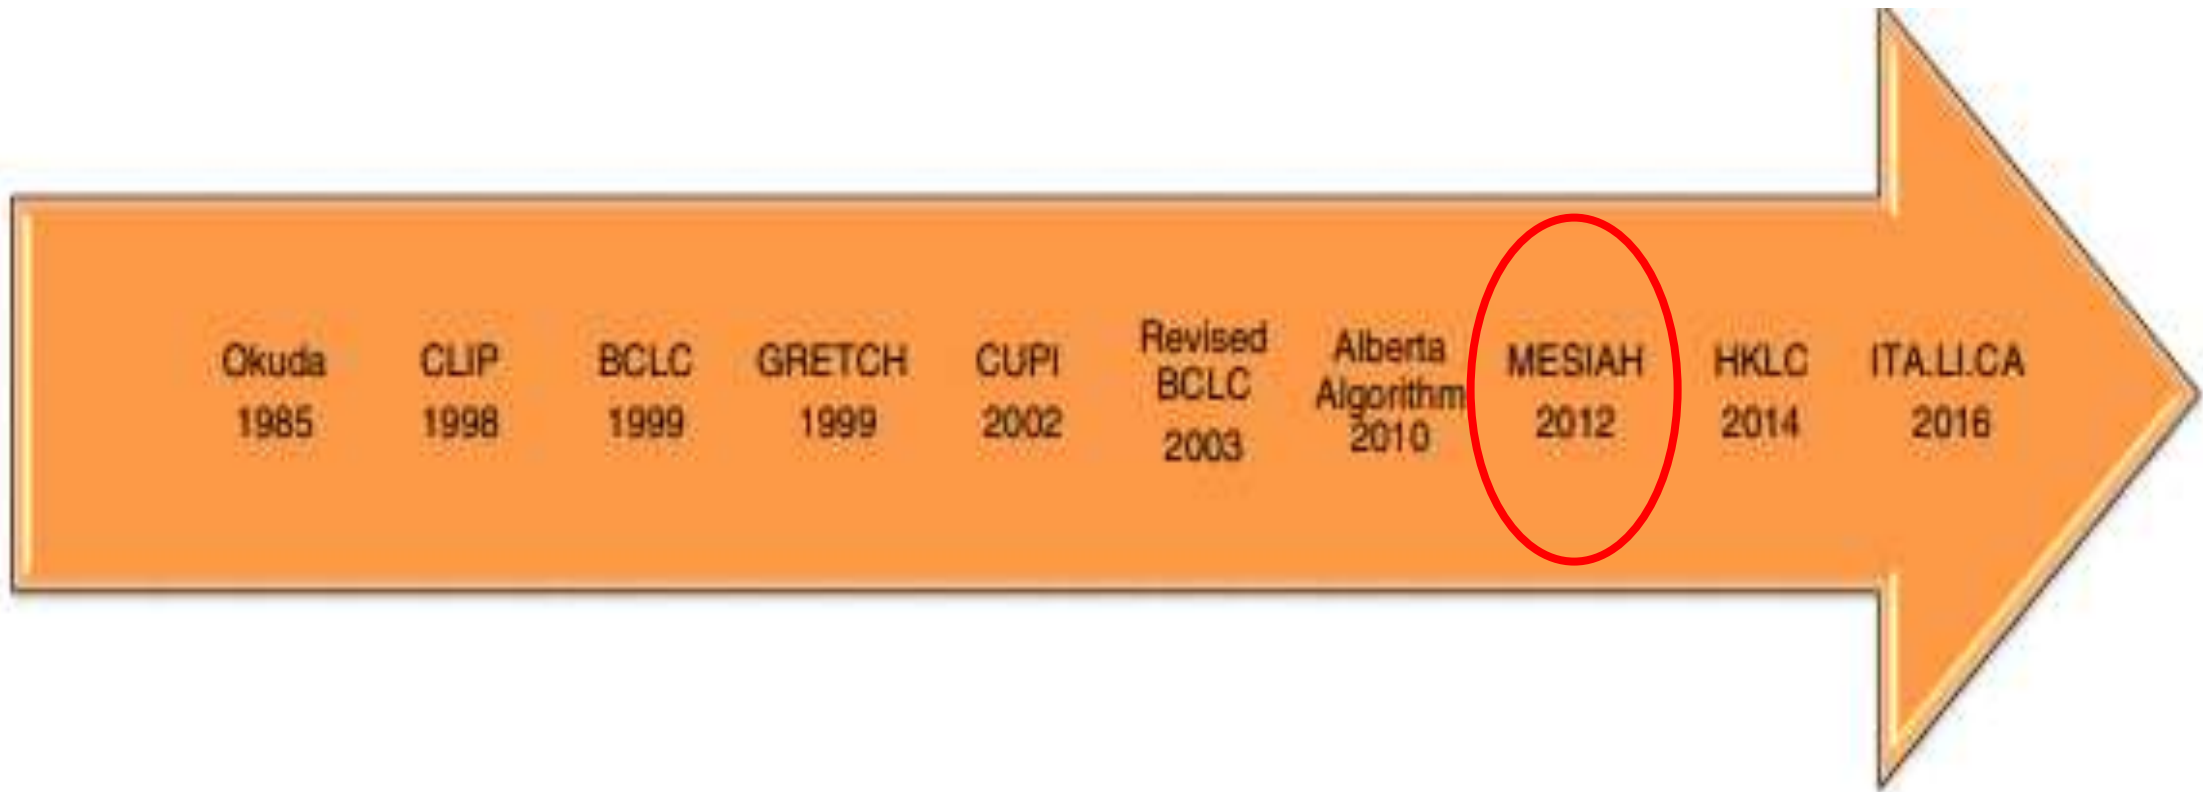 Okuda
1985
CLIP
1998
BCLC
1999
GRETCH
1999
CUPI
2002
Revised
BCLC
2003
Alberta
Algorithm
2010
MESIAH
2012
HKLC
2014
ITA.LI.CA
2016